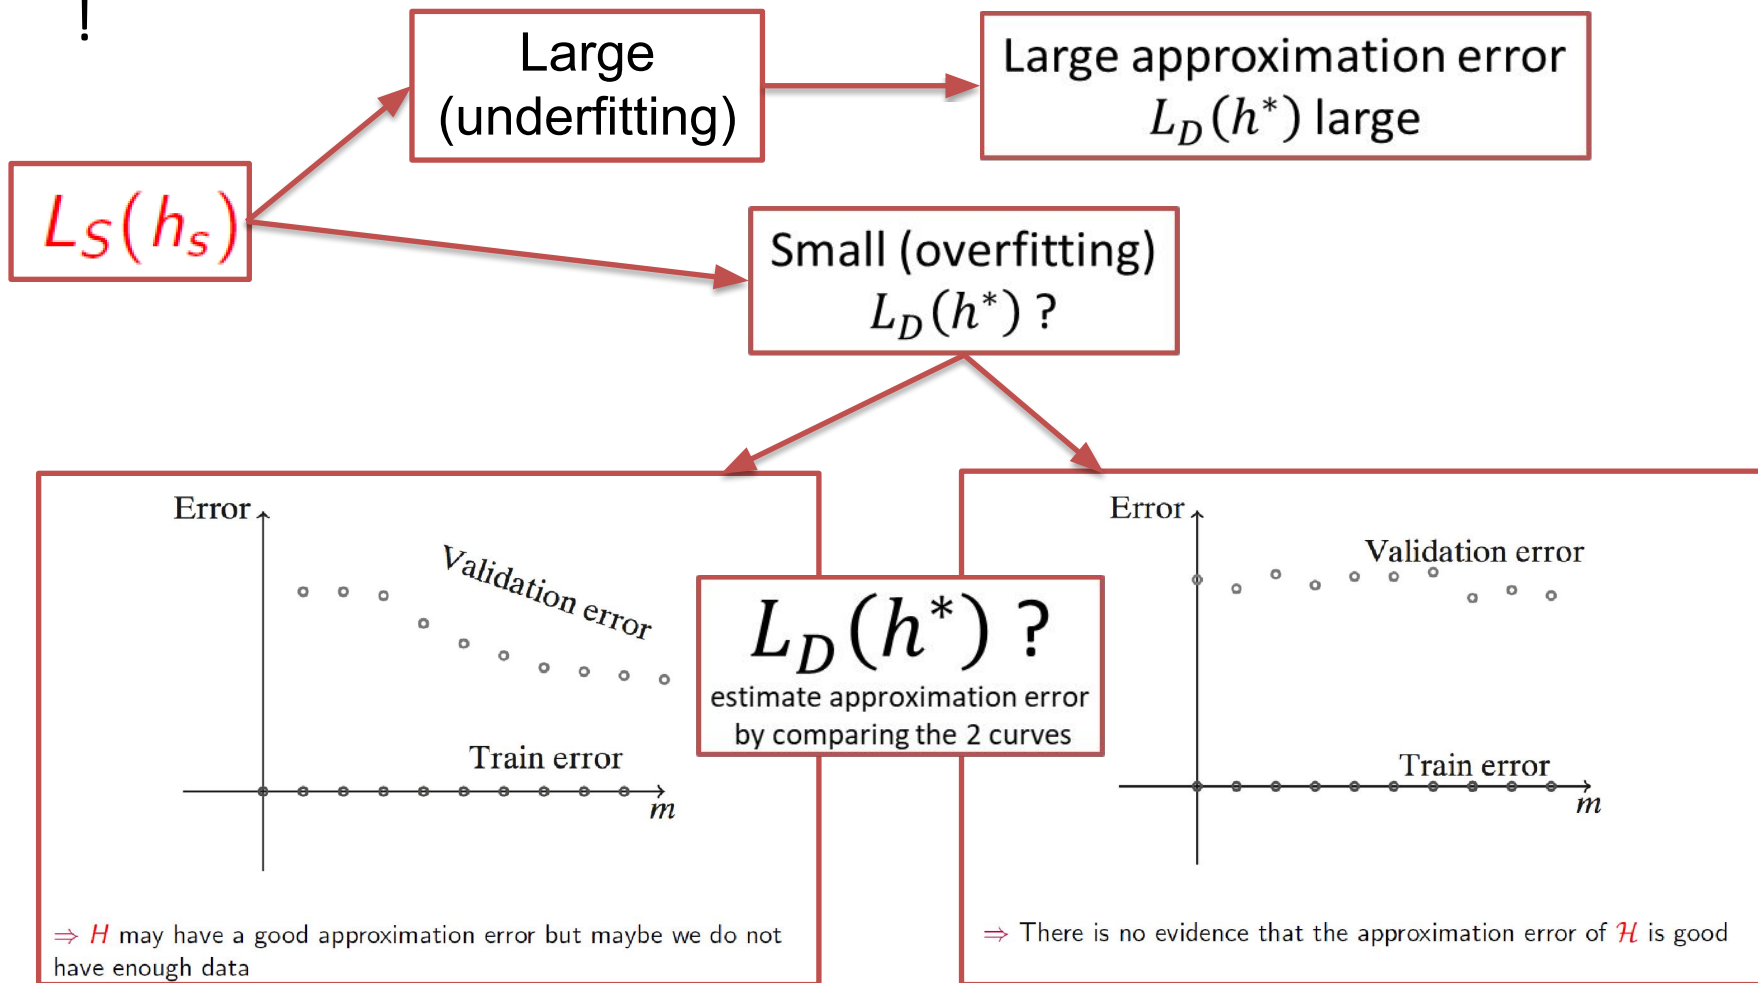 !
Large
(underfitting)
Large approximation error
L_D(h*) large
L_S(h_s)
Small (overfitting)
L_D(h*) ?
Error
Validation error
Train error
m
⇒ H may have a good approximation error but maybe we do not
have enough data
L_D(h*) ?
estimate approximation error
by comparing the 2 curves
Error
Validation error
Train error
m
⇒ There is no evidence that the approximation error of ℋ is good